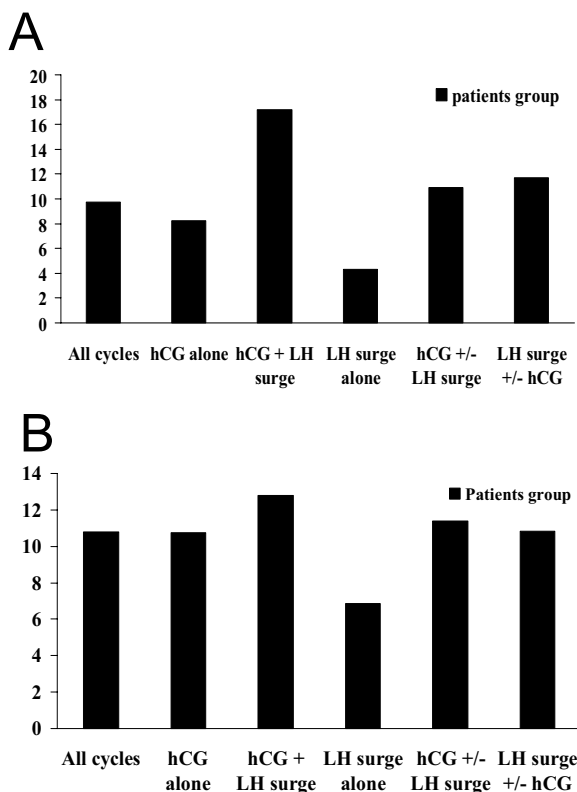 A
20
18
16
14
12
10
8
6
4
2
0
patients group
All cycles hCG alone hCG + LH LH surge hCG +/- LH surge
surge alone LH surge +/- hCG
B
14
12
10
8
6
4
2
0
Patients group
All cycles hCG hCG + LH surge hCG +/- LH surge
alone LH surge alone LH surge +/- hCG